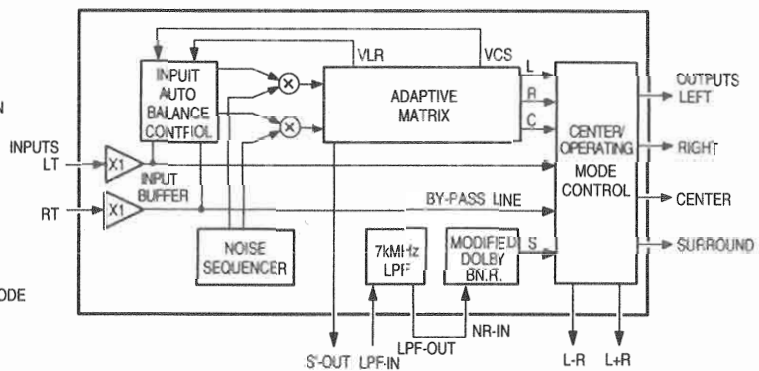 VLR
VCS
INPUIT
AUTO
BALANCE
CONTFIOL
ADAPTIVE
MATRIX
L
R
C
CENTER/
OPERATING
MODE
CONTROL
OUTPUTS
LEFT
RIGHT
CENTER
SURROUND
N
INPUTS
LT
X1
INPUT
BUFFER
RT
X1
BY-PASS LINE
NOISE
SEQUENCER
7kMHz
LPF
MODIFIED
DOLBY
BN.R.
S
ODE
S'-OUT
LPF-IN
LPF-OUT
NR-IN
L-R
L+R